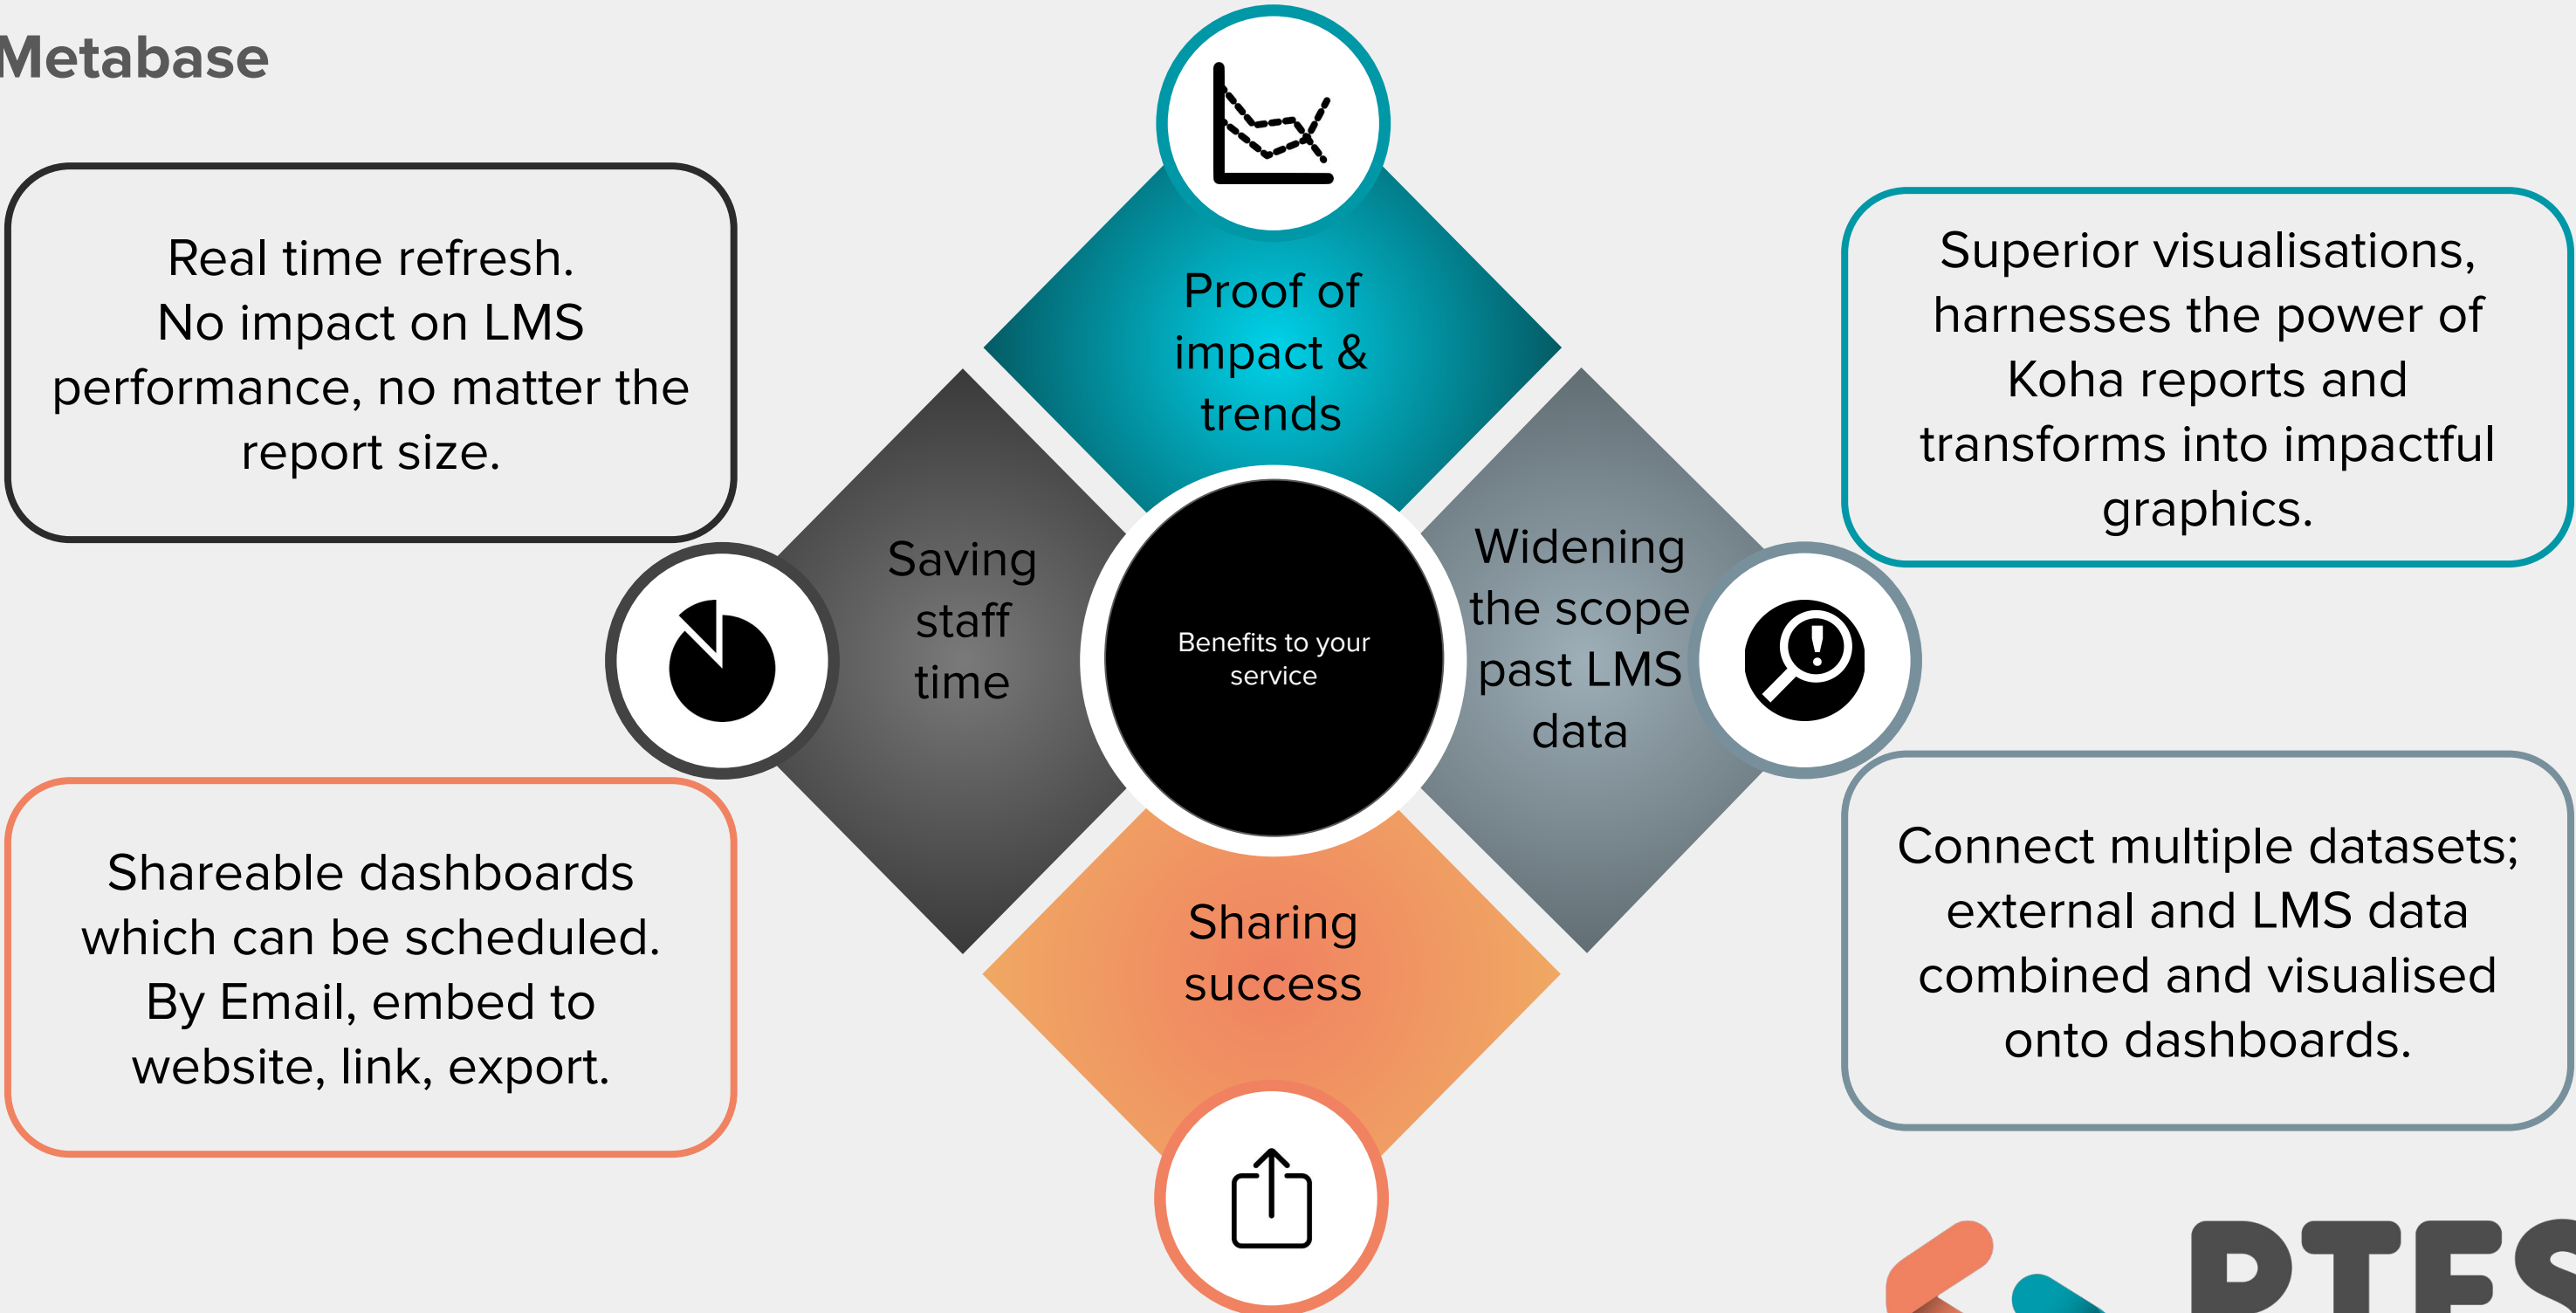 Metabase
Real time refresh.
No impact on LMS
performance, no matter the
report size.
Proof of
impact &
trends
Superior visualisations,
harnesses the power of
Koha reports and
transforms into impactful
graphics.
Saving
staff
time
Benefits to your
service
Widening
the scope
past LMS
data
Shareable dashboards
which can be scheduled.
By Email, embed to
website, link, export.
Sharing
success
Connect multiple datasets;
external and LMS data
combined and visualised
onto dashboards.
PTFS